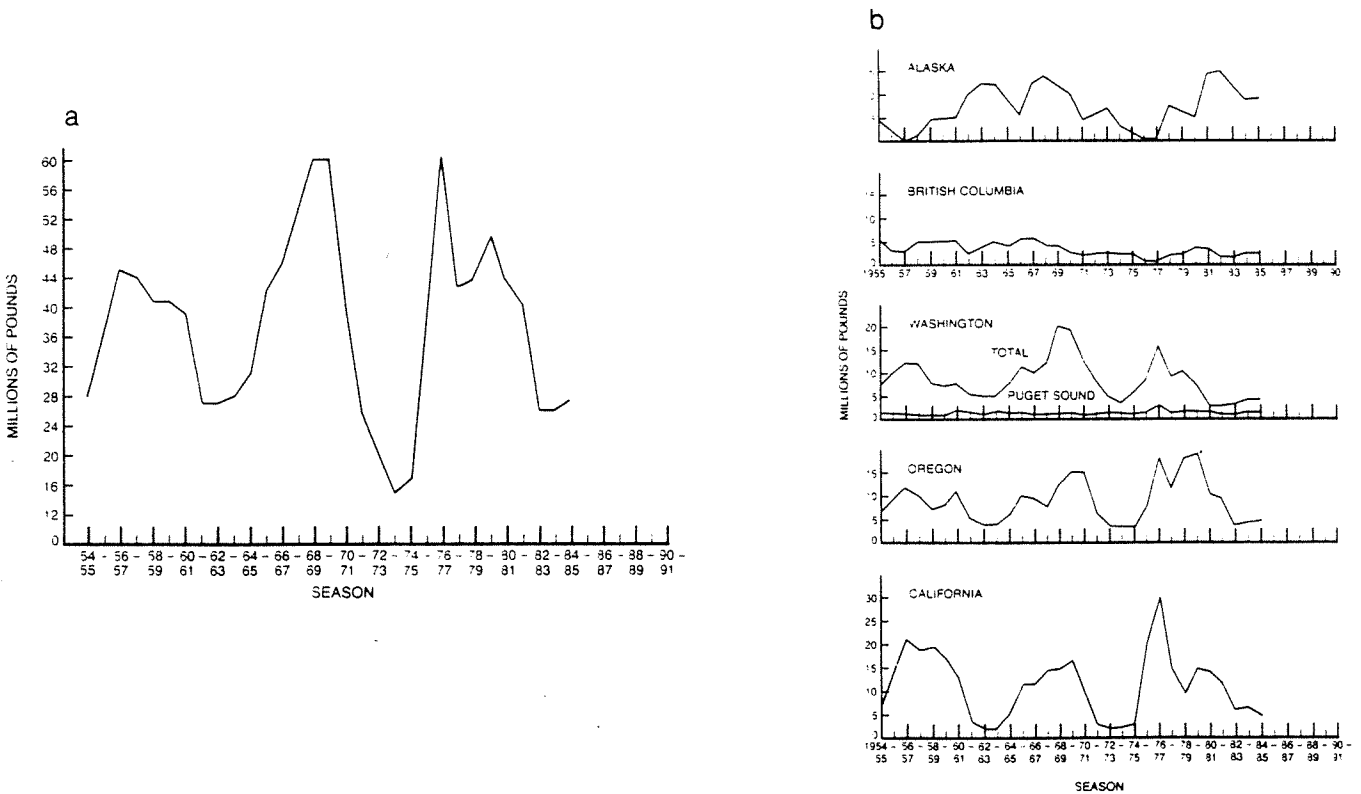 a
60
56
52
48
44
40
36
32
28
24
20
16
12
0
MILLIONS OF POUNDS
54 - 56 - 58 - 60 - 62 - 64 - 66 - 68 - 70 - 72 - 74 - 76 - 78 - 80 - 82 - 84 - 86 - 88 - 90 -
55 57 59 61 63 65 67 69 71 73 75 77 79 81 83 85 87 89 91
SEASON
b
ALASKA
BRITISH COLUMBIA
5
0
1955 57 59 61 63 65 67 69 71 73 75 77 79 81 83 85 86 87 88 89 90
MILLIONS OF POUNDS
WASHINGTON
20
15
10
5
TOTAL
PUGET SOUND
OREGON
15
10
5
0
CALIFORNIA
30
25
20
15
10
5
0
1954 - 56 - 58 - 60 - 62 - 64 - 66 - 68 - 70 - 72 - 74 - 76 - 78 - 80 - 82 - 84 - 86 - 88 - 90 -
55 57 59 61 63 65 67 69 71 73 75 77 79 81 83 85 87 89 91
SEASON